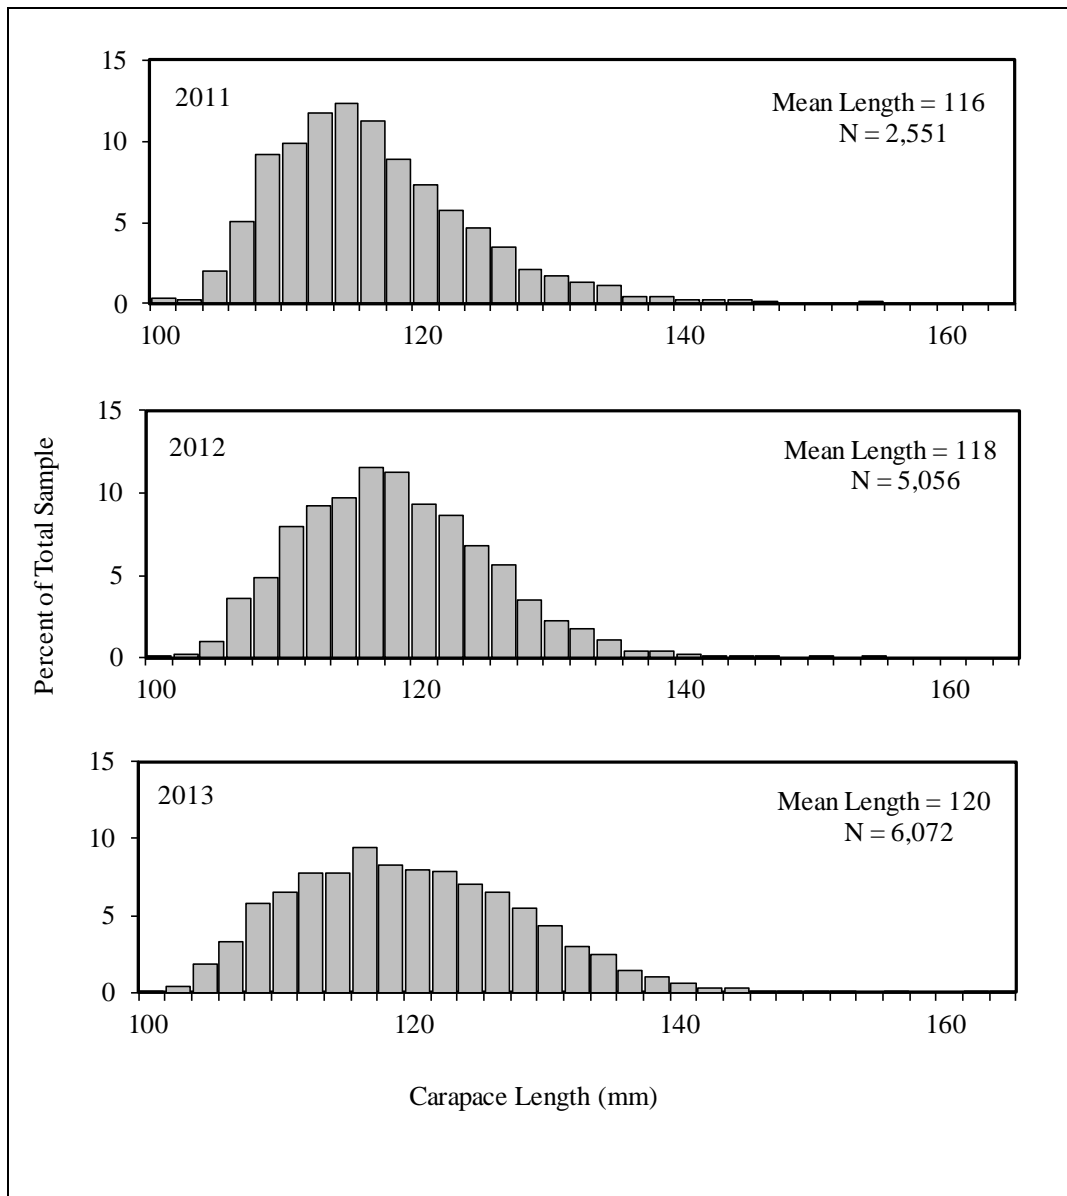 15
2011
Mean Length = 116
N = 2,551
10
5
0
100 120 140 160
15
2012
Mean Length = 118
N = 5,056
10
5
0
100 120 140 160
Percent of Total Sample
15
2013
Mean Length = 120
N = 6,072
10
5
0
100 120 140 160
Carapace Length (mm)